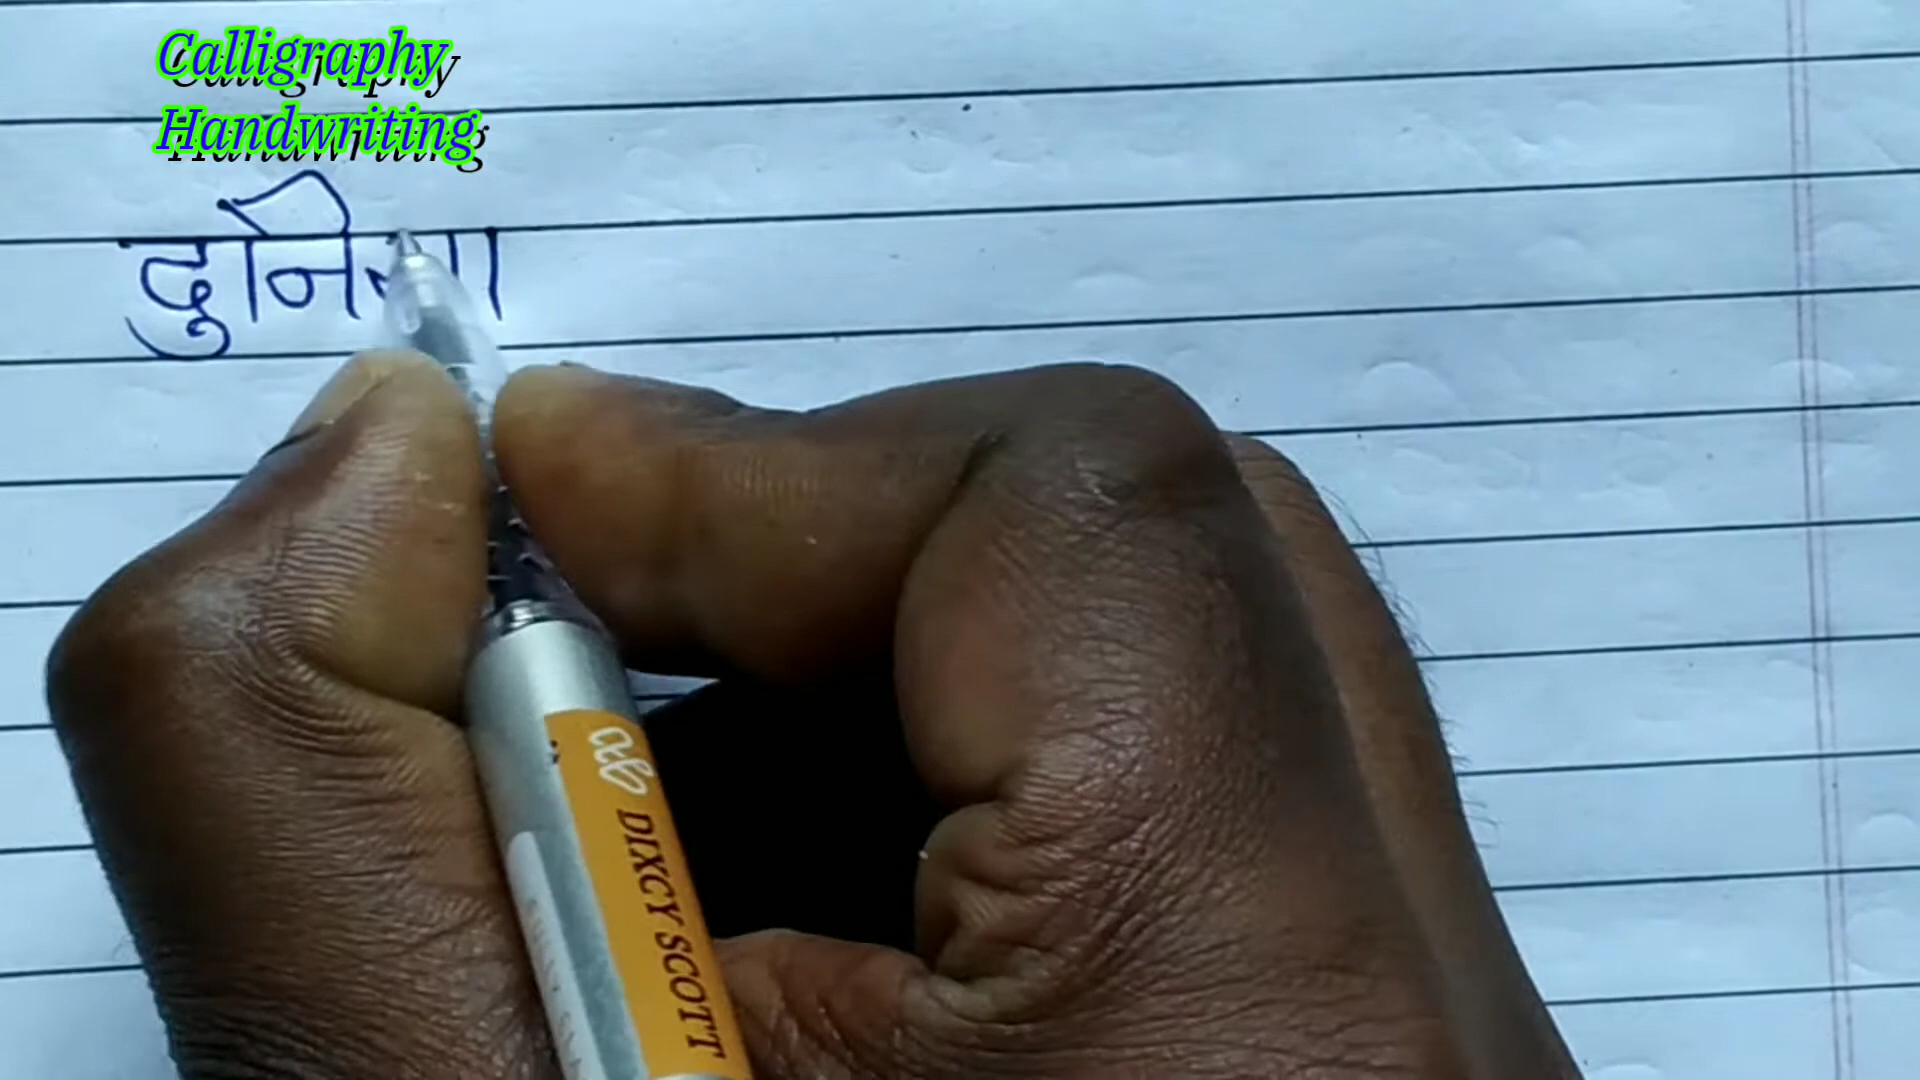 Calligraphy
Handwriting
दुनिया
DIXCY SCOTT